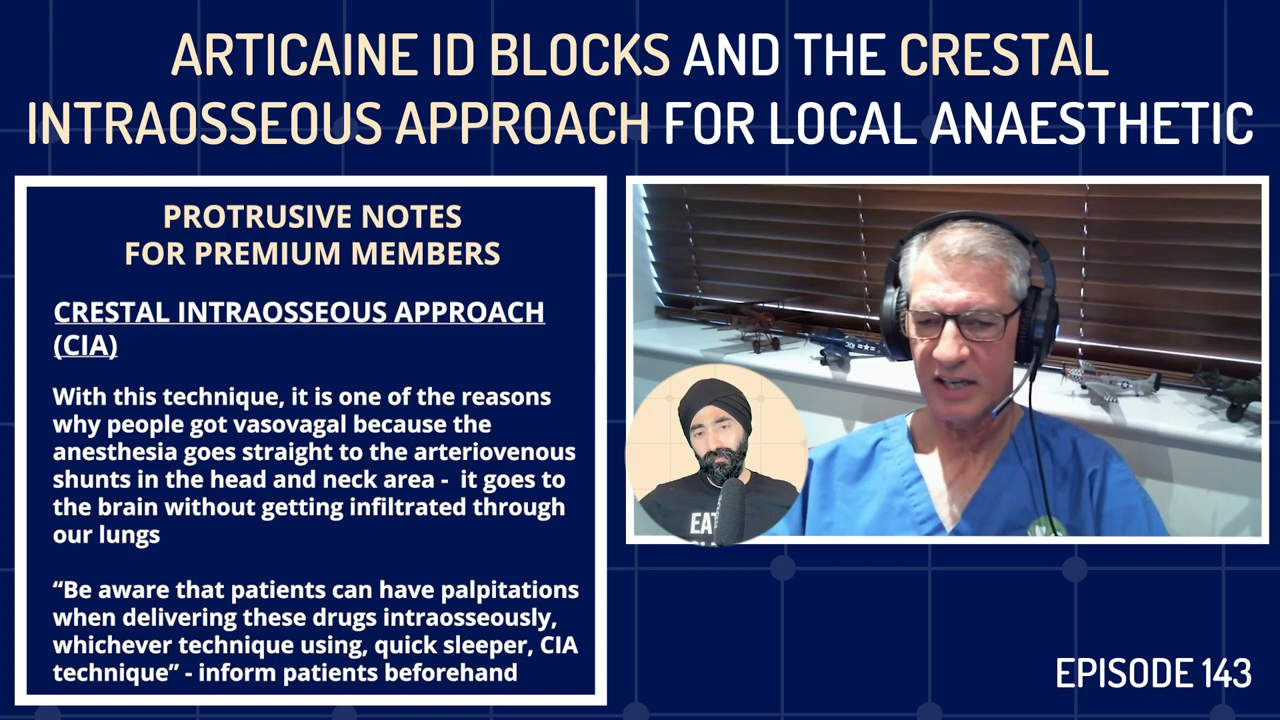 ARTICAINE ID BLOCKS AND THE CRESTAL
INTRAOSSEOUS APPROACH FOR LOCAL ANAESTHETIC
PROTRUSIVE NOTES
FOR PREMIUM MEMBERS
CRESTAL INTRAOSSEOUS APPROACH
(CIA)
With this technique, it is one of the reasons
why people got vasovagal because the
anesthesia goes straight to the arteriovenous
shunts in the head and neck area -  it goes to
the brain without getting infiltrated through
our lungs
“Be aware that patients can have palpitations
when delivering these drugs intraosseously,
whichever technique using, quick sleeper, CIA
technique” - inform patients beforehand
EAT
EPISODE 143